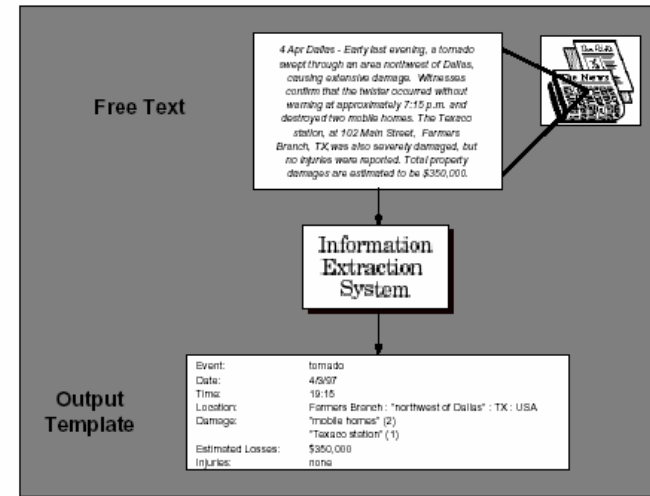 4 Apr Dallas - Early last evening, a tornado
swept through an area northwest of Dallas,
causing extensive damage. Witnesses
confirm that the twister occurred without
warning at approximately 7:15 p.m. and
destroyed two mobile homes. The Texaco
station, at 102 Main Street, Farmers
Branch, TX, was also severely damaged, but
no injuries were reported. Total property
damages are estimated to be $350,000.
The News
Free Text
Information
Extraction
System
Output
Template
Event: tornado
Date: 4/3/97
Time: 19:15
Location: Farmers Branch : "northwest of Dallas" : TX : USA
Damage: "mobile homes" (2)
"Texaco station" (1)
Estimated Losses: $350,000
Injuries: none